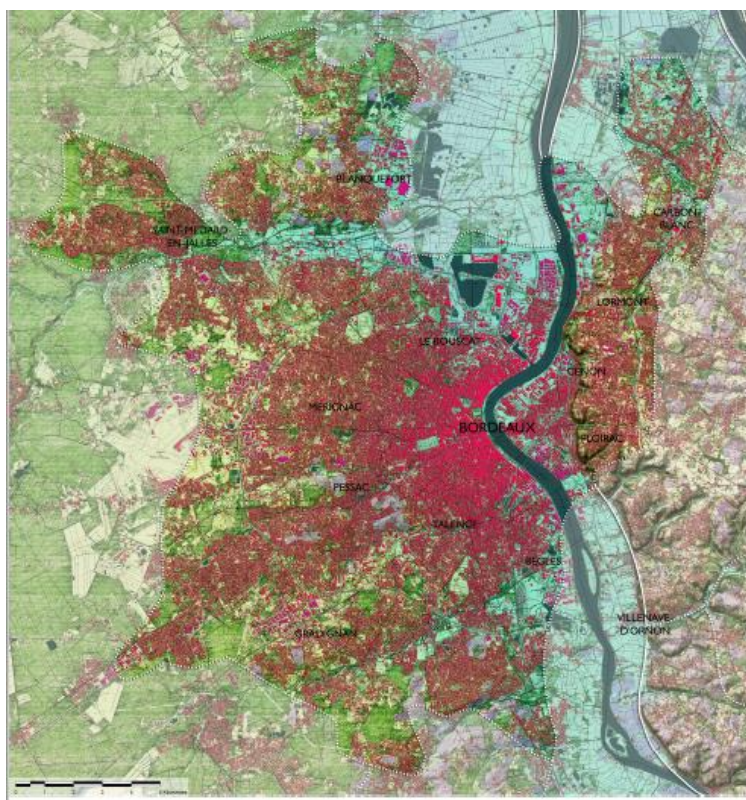 BLANQUEFORT
SAINT-MEDARD
EN-JALLES
CARBON
BLANC
LORMONT
LE BOUSCAT
CENON
MERIGNAC
BORDEAUX
FLOIRAC
PESSAC
TALENCE
BEGLES
VILLENAVE
D'ORNON
GRADIGNAN